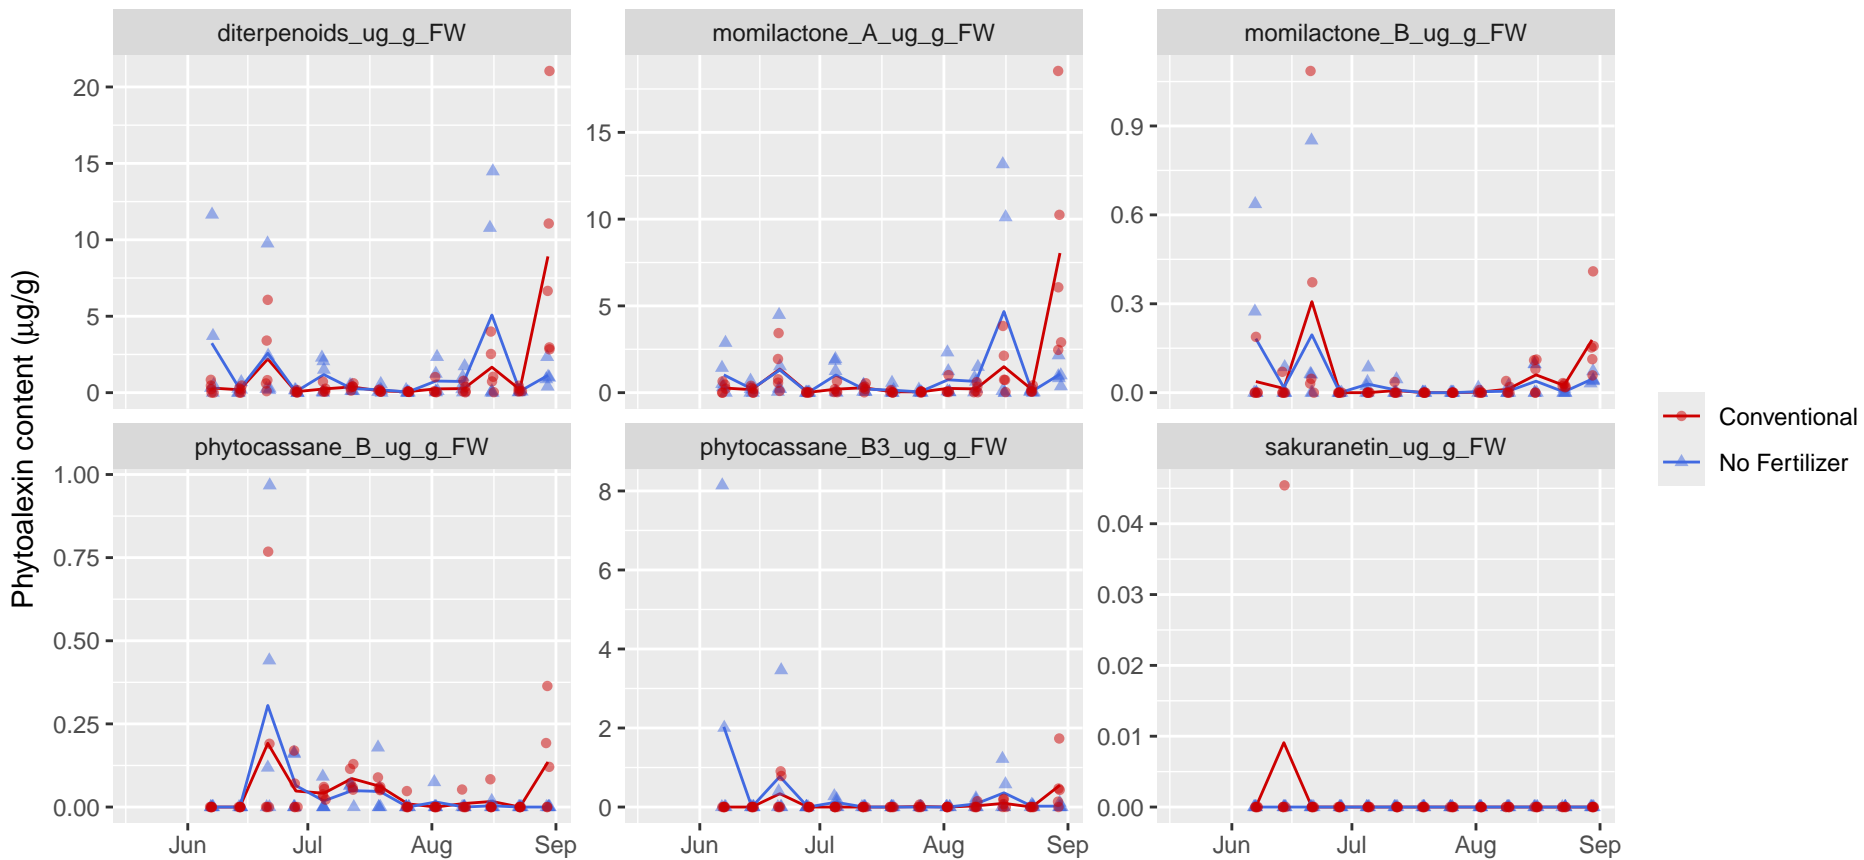 diterpenoids_ug_g_FW
momilactone_A_ug_g_FW
momilactone_B_ug_g_FW
20
15
10
5
0
15
10
5
0
0.9
0.6
0.3
0.0
phytocassane_B_ug_g_FW
phytocassane_B3_ug_g_FW
sakuranetin_ug_g_FW
1.00
0.75
0.50
0.25
0.00
8
6
4
2
0
0.04
0.03
0.02
0.01
0.00
Jun Jul Aug Sep
Jun Jul Aug Sep
Jun Jul Aug Sep
Phytoalexin content (µg/g)
Conventional
No Fertilizer